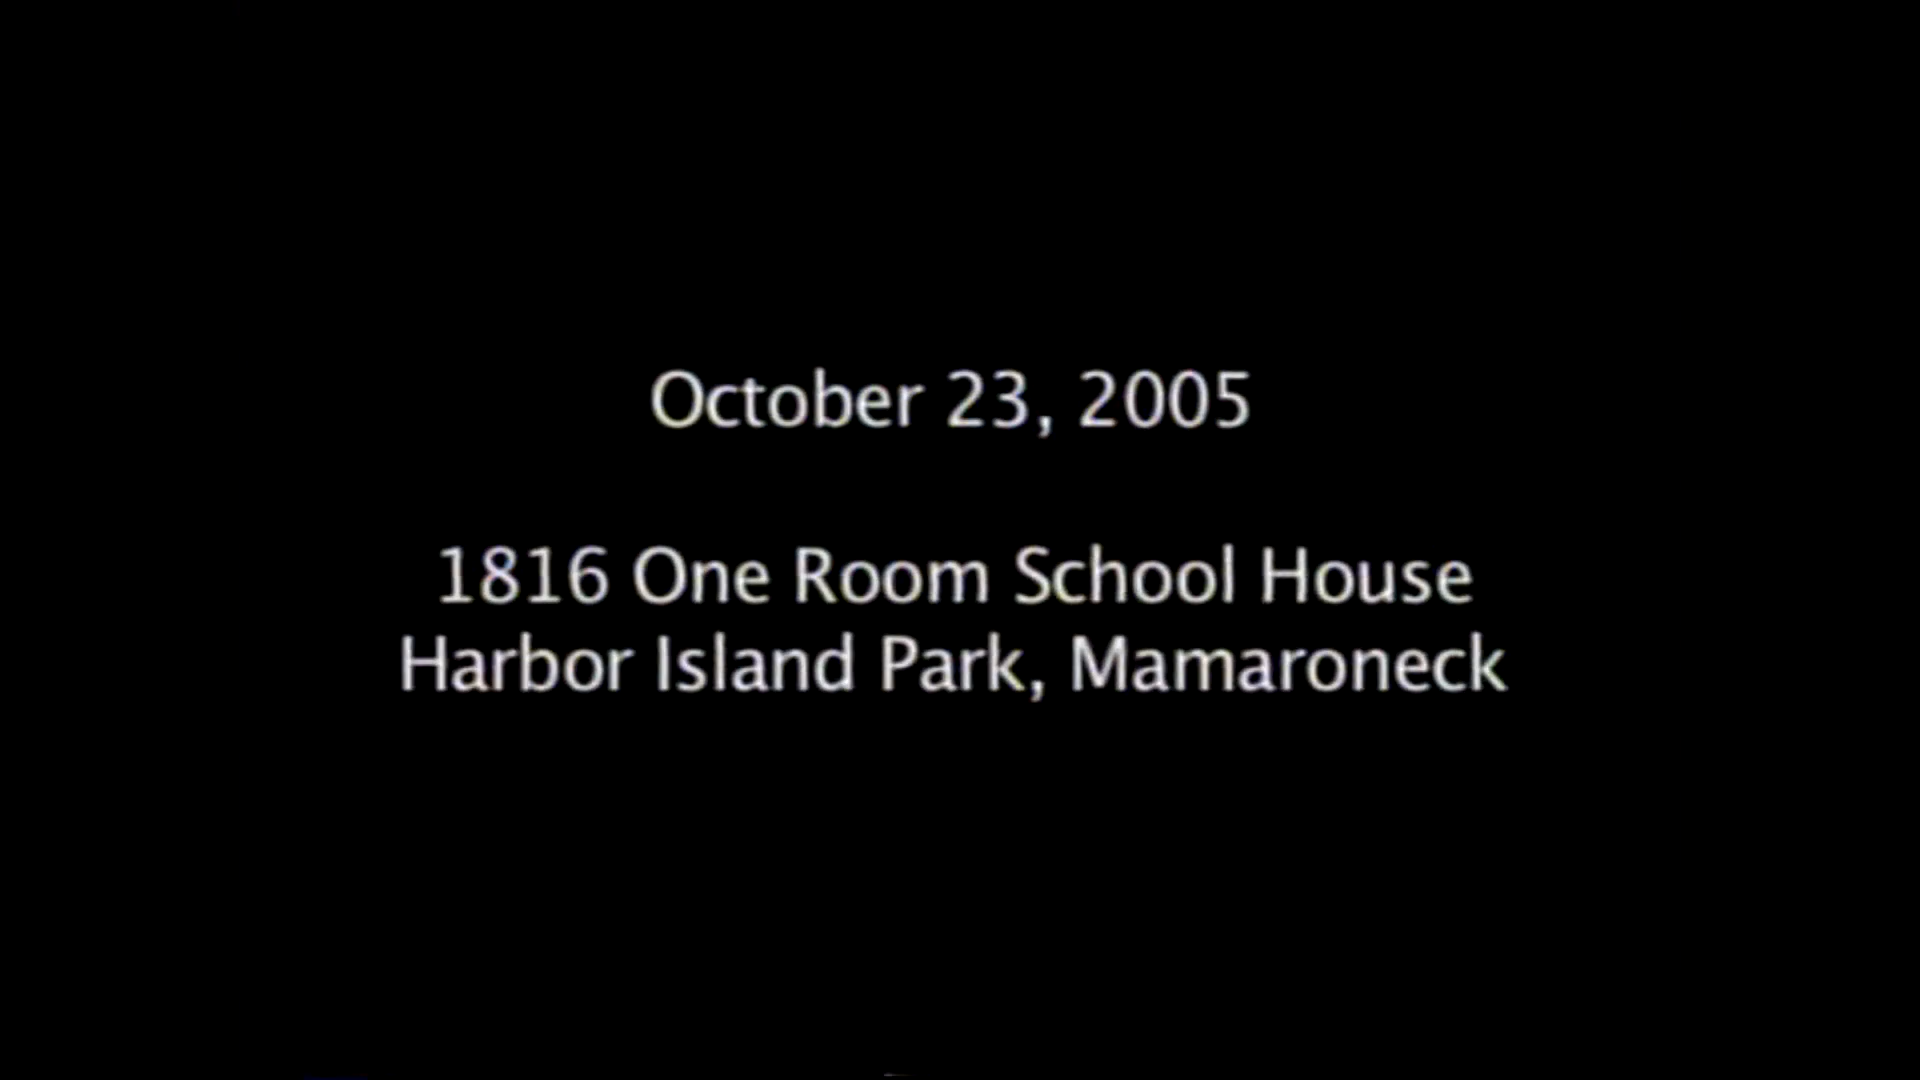 October 23, 2005
1816 One Room School House
Harbor Island Park, Mamaroneck